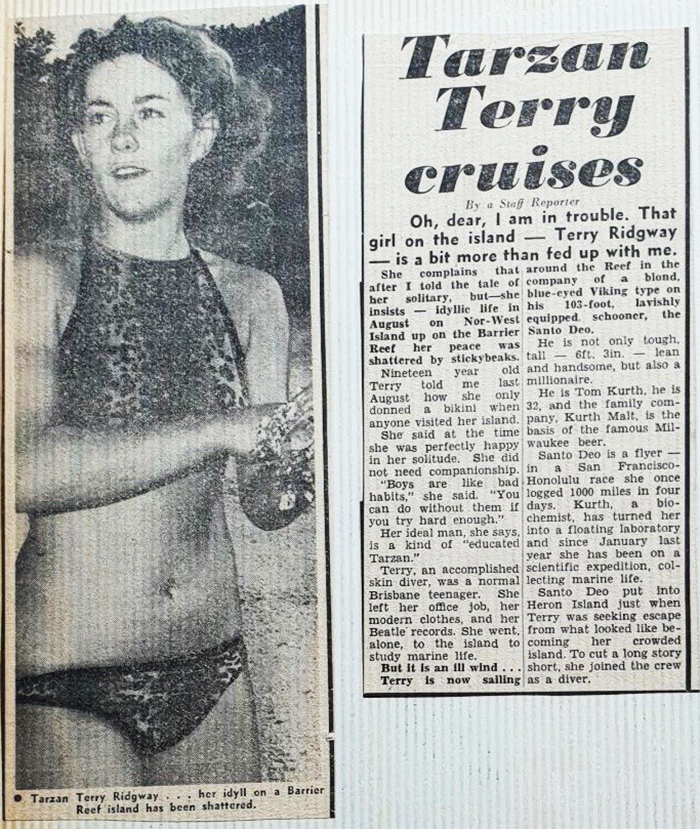 Tarzan
Terry
cruises
By a Staff Reporter
Oh, dear, I am in trouble. That
girl on the island — Terry Ridgway
— is a bit more than fed up with me.
She complains that
after I told the tale of
her solitary, but—she
insists — idyllic life in
August on Nor-West
Island up on the Barrier
Reef her peace was
shattered by stickybeaks.
Nineteen year old
Terry told me last
August how she only
donned a bikini when
anyone visited her island.
She said at the time
she was perfectly happy
in her solitude. She did
not need companionship.
"Boys are like bad
habits," she said. "You
can do without them if
you try hard enough."
Her ideal man, she says,
is a kind of "educated
Tarzan."
Terry, an accomplished
skin diver, was a normal
Brisbane teenager. She
left her office job, her
modern clothes, and her
Beatle records. She went,
alone, to the island to
study marine life.
But it is an ill wind . . .
Terry is now sailing
around the Reef in the
company of a blond,
blue-eyed Viking type on
his 103-foot, lavishly
equipped schooner, the
Santo Deo.
He is not only tough,
tall — 6ft. 3in. — lean
and handsome, but also a
millionaire.
He is Tom Kurth, he is
32, and the family com-
pany, Kurth Malt, is the
basis of the famous Mil-
waukee beer.
Santo Deo is a flyer —
in a San Francisco-
Honolulu race she once
logged 1000 miles in four
days. Kurth, a bio-
chemist, has turned her
into a floating laboratory
and since January last
year she has been on a
scientific expedition, col-
lecting marine life.
Santo Deo put into
Heron Island just when
Terry was seeking escape
from what looked like be-
coming her crowded
island. To cut a long story
short, she joined the crew
as a diver.
● Tarzan Terry Ridgway . . . her idyll on a Barrier
Reef island has been shattered.